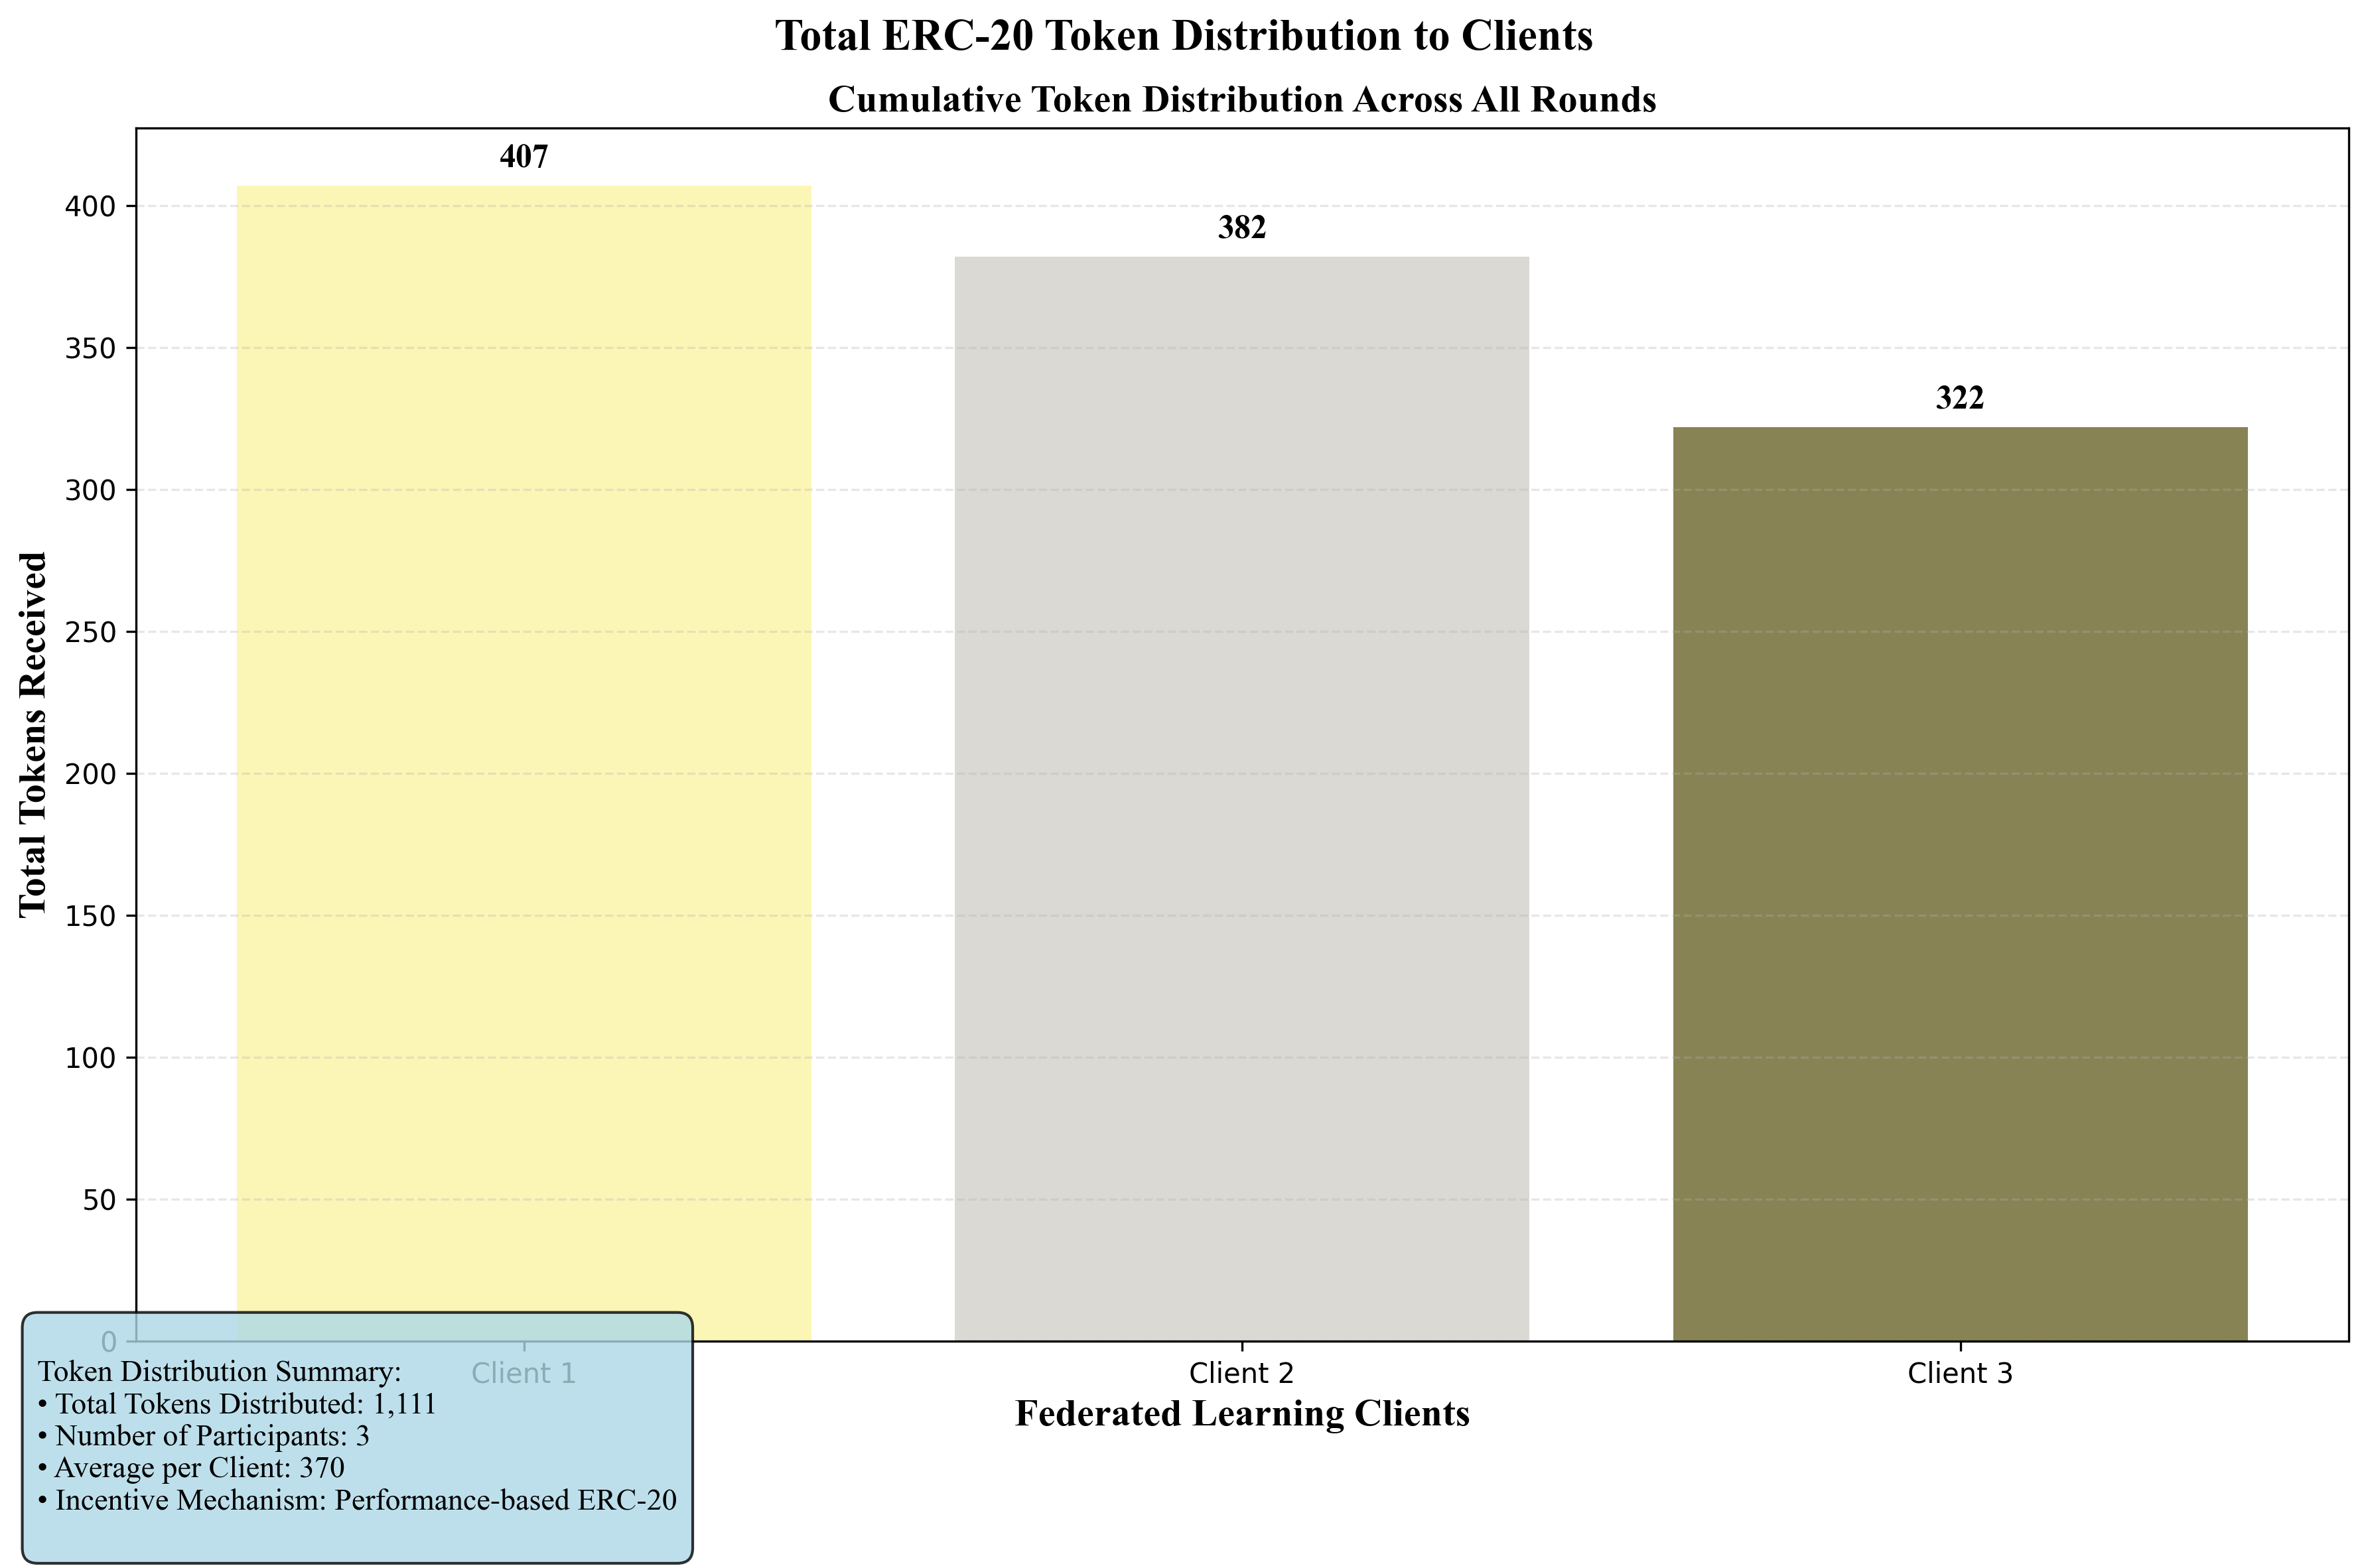 Total ERC-20 Token Distribution to Clients
Cumulative Token Distribution Across All Rounds
Total Tokens Received
400
350
300
250
200
150
100
50
0
407
382
322
Client 1
Client 2
Client 3
Federated Learning Clients
Token Distribution Summary:
• Total Tokens Distributed: 1,111
• Number of Participants: 3
• Average per Client: 370
• Incentive Mechanism: Performance-based ERC-20